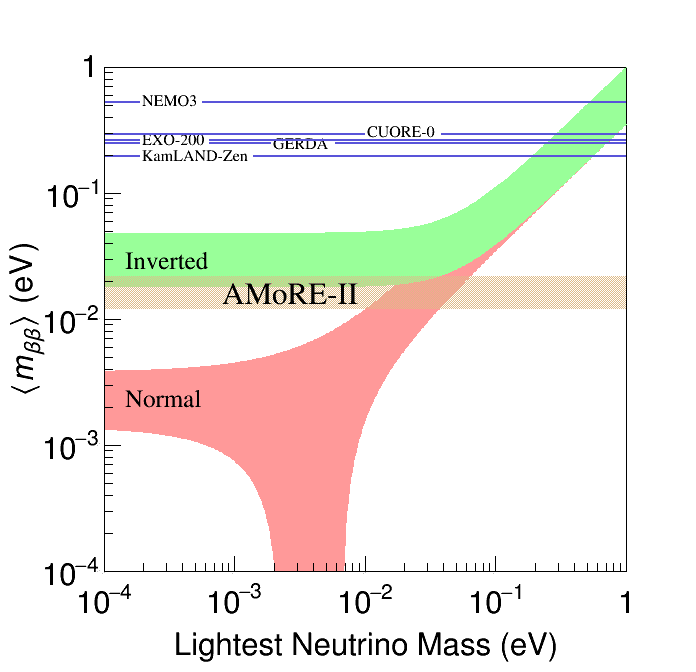 1
NEMO3
CUORE-0
EXO-200
GERDA
KamLAND-Zen
10⁻¹
Inverted
AMoRE-II
10⁻²
Normal
10⁻³
10⁻⁴
⟨m_ββ⟩ (eV)
10⁻⁴ 10⁻³ 10⁻² 10⁻¹ 1
Lightest Neutrino Mass (eV)